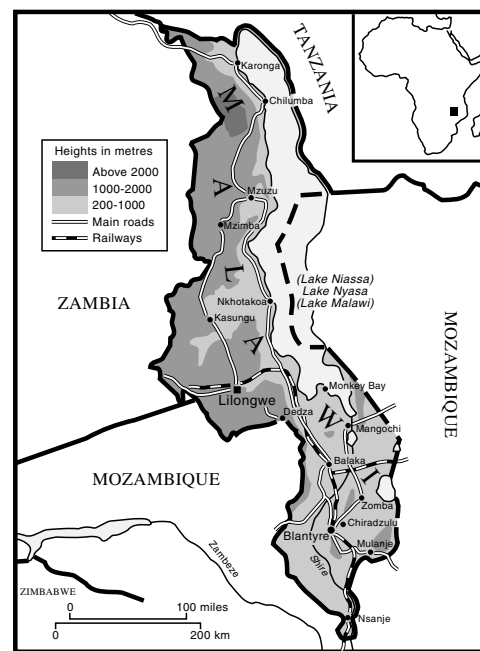 TANZANIA
Karonga
Chilumba
MALAWI
Heights in metres
Above 2000
1000-2000
200-1000
Main roads
Railways
Mzuzu
Mzimba
(Lake Niassa)
Lake Nyasa
(Lake Malawi)
ZAMBIA
Nkhotakoa
Kasungu
MOZAMBIQUE
Monkey Bay
Lilongwe
Dedza
Mangochi
Balaka
MOZAMBIQUE
Zomba
Chiradzulu
Blantyre
Mulanje
Zambeze
Shire
ZIMBABWE
0 100 miles
0 200 km
Nsanje